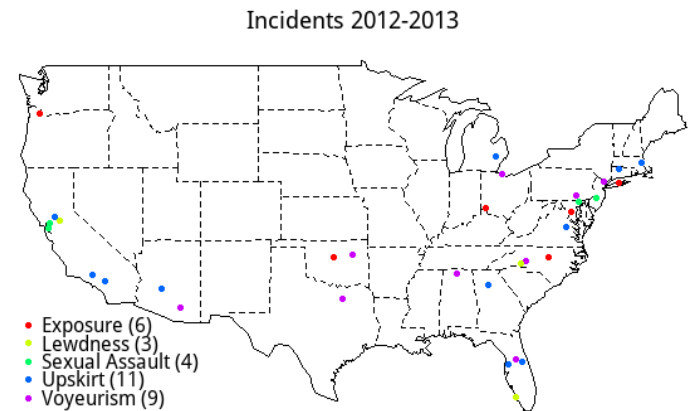 Incidents 2012-2013
Exposure (6)
Lewdness (3)
Sexual Assault (4)
Upskirt (11)
Voyeurism (9)